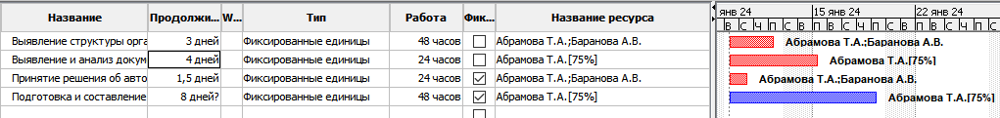 Название Продолжи... W... Тип Работа Фик... Название ресурса
янв 24 15 янв 24 22 янв 24
В С Ч П С В В С Ч П С В В С
Выявление структуры орга 3 дней Фиксированные единицы 48 часов Абрамова Т.А.;Баранова А.В. Абрамова Т.А.;Баранова А.В.
Выявление и анализ докум 4 дней Фиксированные единицы 24 часов Абрамова Т.А.[75%] Абрамова Т.А.[75%]
Принятие решения об авто 1,5 дней Фиксированные единицы 24 часов Абрамова Т.А.;Баранова А.В. Абрамова Т.А.;Баранова А.В.
Подготовка и составление 8 дней? Фиксированные единицы 48 часов Абрамова Т.А.[75%] Абрамова Т.А.[75%]